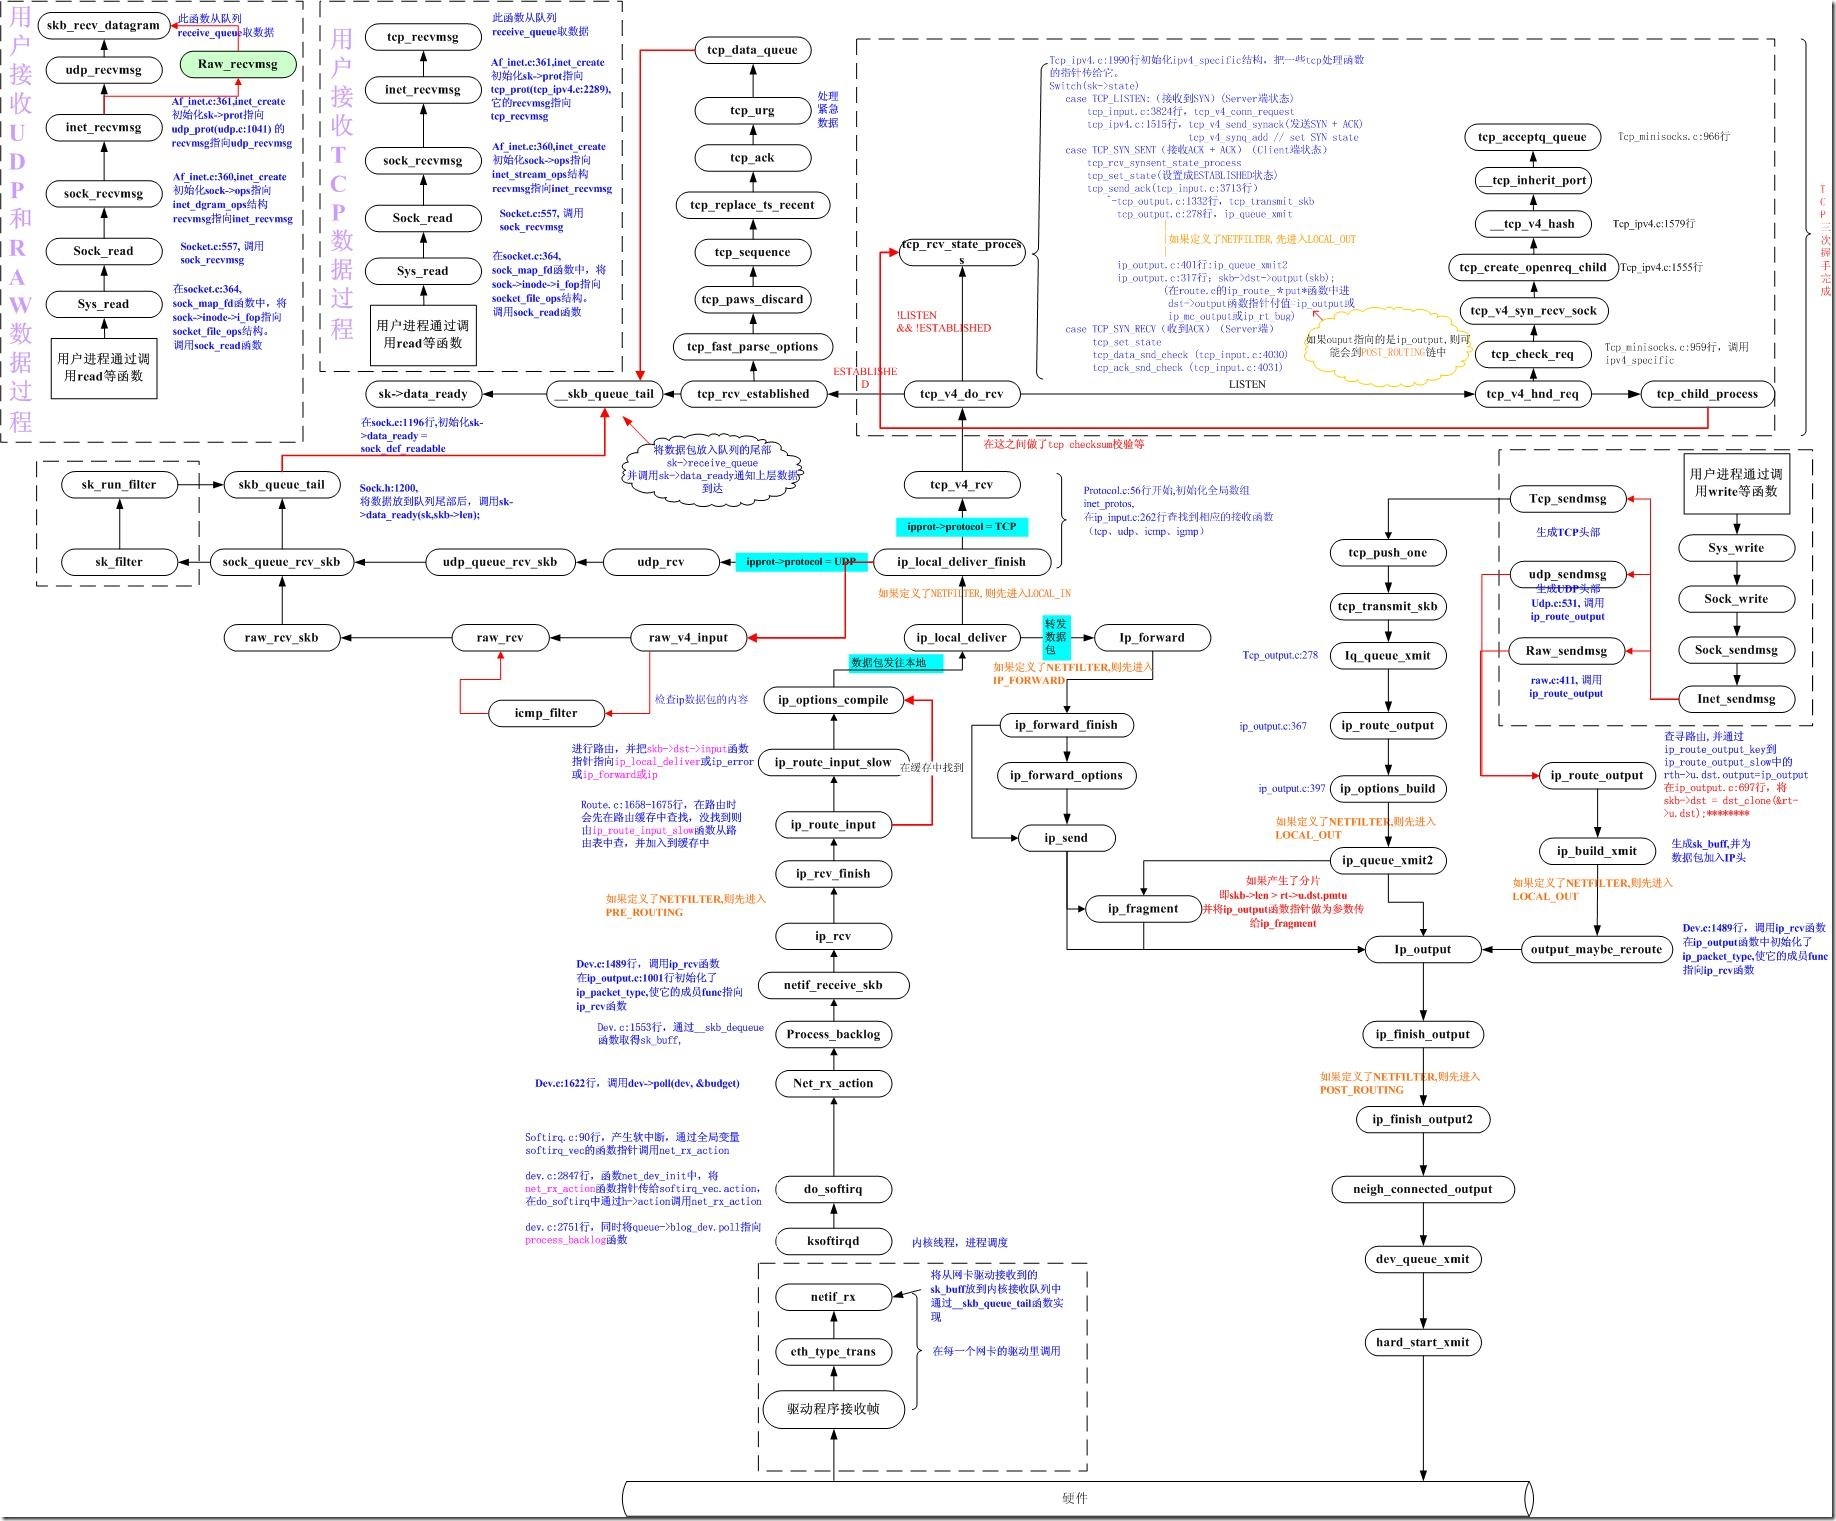 用户接收UDP和RAW数据过程
skb_recv_datagram
此函数从队列
receive_queue取数据
Raw_recvmsg
udp_recvmsg
Af_inet.c:361,inet_create
初始化sk->prot指向
udp_prot(udp.c:1041) 的
recvmsg指向udp_recvmsg
inet_recvmsg
Af_inet.c:360,inet_create
初始化sock->ops指向
inet_dgram_ops结构
recvmsg指向inet_recvmsg
sock_recvmsg
Sock_read
Socket.c:557, 调用
sock_recvmsg
Sys_read
在socket.c:364,
sock_map_fd函数中，将
sock->inode->i_fop指向
socket_file_ops结构。
调用sock_read函数
用户进程通过调
用read等函数
用户接收TCP数据过程
tcp_recvmsg
此函数从队列
receive_queue取数据
inet_recvmsg
Af_inet.c:361,inet_create
初始化sk->prot指向
tcp_prot(tcp_ipv4.c:2289),
它的recvmsg指向
tcp_recvmsg
sock_recvmsg
Af_inet.c:360,inet_create
初始化sock->ops指向
inet_stream_ops结构
recvmsg指向inet_recvmsg
Sock_read
Socket.c:557, 调用
sock_recvmsg
Sys_read
在socket.c:364,
sock_map_fd函数中，将
sock->inode->i_fop指向
socket_file_ops结构。
调用sock_read函数
用户进程通过调
用read等函数
tcp_data_queue
tcp_urg
处理
紧急
数据
tcp_ack
tcp_replace_ts_recent
tcp_sequence
tcp_paws_discard
tcp_fast_parse_options
sk->data_ready
__skb_queue_tail
tcp_rcv_established
ESTABLISHE
D
tcp_v4_do_rcv
!LISTEN
&& !ESTABLISHED
tcp_rcv_state_proces
s
Tcp_ipv4.c:1990行初始化ipv4_specific结构，把一些tcp处理函数
的指针传给它。
Switch(sk->state)
case TCP_LISTEN:（接收到SYN）(Server端状态)
tcp_input.c:3824行，tcp_v4_conn_request
tcp_ipv4.c:1515行，tcp_v4_send_synack(发送SYN + ACK)
tcp_v4_synq_add // set SYN state
case TCP_SYN_SENT（接收ACK + ACK）（Client端状态）
tcp_rcv_synsent_state_process
tcp_set_state(设置成ESTABLISHED状态)
tcp_send_ack(tcp_input.c:3713行）
-tcp_output.c:1332行，tcp_transmit_skb
tcp_output.c:278行，ip_queue_xmit
如果定义了NETFILTER,先进入LOCAL_OUT
ip_output.c:401行:ip_queue_xmit2
ip_output.c:317行；skb->dst->output(skb);
(在route.c的ip_route_＊put*函数中进
dst->output函数指针付值=ip_output或
ip_mc_output或ip_rt_bug)
case TCP_SYN_RECV（收到ACK）（Server端）
tcp_set_state
tcp_data_snd_check (tcp_input.c:4030)
tcp_ack_snd_check (tcp_input.c:4031)
如果ouput指向的是ip_output,则可
能会到POST_ROUTING链中
LISTEN
tcp_acceptq_queue
Tcp_minisocks.c:966行
__tcp_inherit_port
__tcp_v4_hash
Tcp_ipv4.c:1579行
tcp_create_openreq_child
Tcp_ipv4.c:1555行
tcp_v4_syn_recv_sock
tcp_check_req
Tcp_minisocks.c:959行，调用
ipv4_specific
tcp_v4_hnd_req
tcp_child_process
TCP三次握手完成
在这之间做了tcp checksum校验等
在sock.c:1196行,初始化sk-
>data_ready =
sock_def_readable
将数据包放入队列的尾部
sk->receive_queue
并调用sk->data_ready通知上层数据
到达
sk_run_filter
skb_queue_tail
Sock.h:1200,
将数据放到队列尾部后，调用sk-
>data_ready(sk,skb->len);
tcp_v4_rcv
Protocol.c:56行开始,初始化全局数组
inet_protos,
在ip_input.c:262行查找到相应的接收函数
（tcp、udp、icmp、igmp）
ipprot->protocol = TCP
sk_filter
sock_queue_rcv_skb
udp_queue_rcv_skb
udp_rcv
ipprot->protocol = UDP
ip_local_deliver_finish
如果定义了NETFILTER,则先进入LOCAL_IN
raw_rcv_skb
raw_rcv
raw_v4_input
ip_local_deliver
转发
数据
包
Ip_forward
数据包发往本地
如果定义了NETFILTER,则先进入
IP_FORWARD
icmp_filter
检查ip数据包的内容
ip_options_compile
ip_forward_finish
进行路由，并把skb->dst->input函数
指针指向ip_local_deliver或ip_error
或ip_forward或ip
ip_route_input_slow
在缓存中找到
ip_forward_options
Route.c:1658-1675行，在路由时
会先在路由缓存中查找，没找到则
由ip_route_input_slow函数从路
由表中查，并加入到缓存中
ip_route_input
ip_send
ip_rcv_finish
如果定义了NETFILTER,则先进入
PRE_ROUTING
ip_fragment
如果产生了分片
即skb->len > rt->u.dst.pmtu
并将ip_output函数指针做为参数传
给ip_fragment
ip_rcv
Dev.c:1489行，调用ip_rcv函数
在ip_output.c:1001行初始化了
ip_packet_type,使它的成员func指向
ip_rcv函数
netif_receive_skb
Dev.c:1553行，通过__skb_dequeue
函数取得sk_buff,
Process_backlog
Dev.c:1622行，调用dev->poll(dev, &budget)
Net_rx_action
Softirq.c:90行，产生软中断，通过全局变量
softirq_vec的函数指针调用net_rx_action
dev.c:2847行，函数net_dev_init中，将
net_rx_action函数指针传给softirq_vec.action,
在do_softirq中通过h->action调用net_rx_action
dev.c:2751行，同时将queue->blog_dev.poll指向
process_backlog函数
do_softirq
ksoftirqd
内核线程，进程调度
netif_rx
将从网卡驱动接收到的
sk_buff放到内核接收队列中
通过__skb_queue_tail函数实
现
eth_type_trans
在每一个网卡的驱动里调用
驱动程序接收帧
硬件
用户进程通过调
用write等函数
Tcp_sendmsg
生成TCP头部
Sys_write
udp_sendmsg
生成UDP头部
Udp.c:531, 调用
ip_route_output
Sock_write
Raw_sendmsg
Sock_sendmsg
raw.c:411, 调用
ip_route_output
Inet_sendmsg
tcp_push_one
tcp_transmit_skb
Tcp_output.c:278
Iq_queue_xmit
ip_output.c:367
ip_route_output
ip_output.c:397
ip_options_build
如果定义了NETFILTER,则先进入
LOCAL_OUT
ip_queue_xmit2
查寻路由,并通过
ip_route_output_key到
ip_route_output_slow中的
rth->u.dst.output=ip_output
在ip_output.c:697行，将
skb->dst = dst_clone(&rt-
>u.dst);********
ip_route_output
ip_build_xmit
生成sk_buff,并为
数据包加入IP头
如果定义了NETFILTER,则先进入
LOCAL_OUT
Ip_output
output_maybe_reroute
Dev.c:1489行，调用ip_rcv函数
在ip_output函数中初始化了
ip_packet_type,使它的成员func
指向ip_rcv函数
ip_finish_output
如果定义了NETFILTER,则先进入
POST_ROUTING
ip_finish_output2
neigh_connected_output
dev_queue_xmit
hard_start_xmit